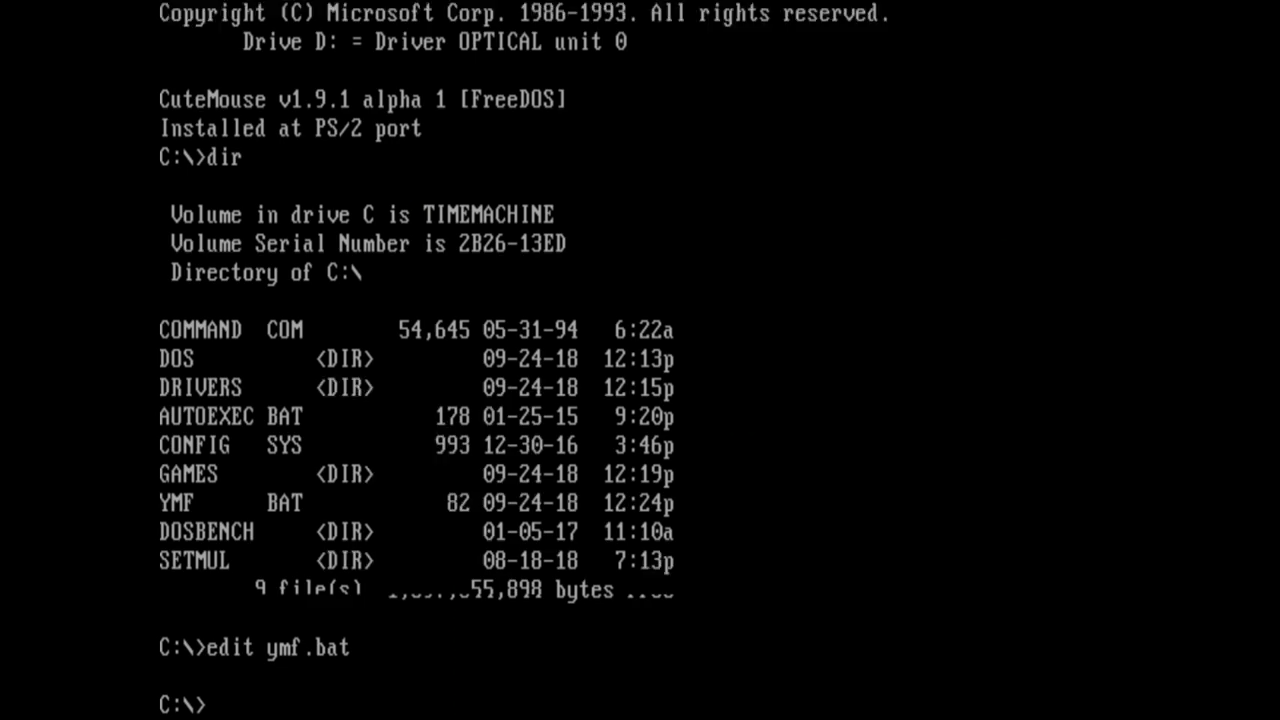 Copyright (C) Microsoft Corp. 1986-1993. All rights reserved.
Drive D: = Driver OPTICAL unit 0
CuteMouse v1.9.1 alpha 1 [FreeDOS]
Installed at PS/2 port
C:\>dir
Volume in drive C is TIMEMACHINE
Volume Serial Number is 2B26-13ED
Directory of C:\
COMMAND COM 54,645 05-31-94 6:22a
DOS <DIR> 09-24-18 12:13p
DRIVERS <DIR> 09-24-18 12:15p
AUTOEXEC BAT 178 01-25-15 9:20p
CONFIG SYS 993 12-30-16 3:46p
GAMES <DIR> 09-24-18 12:19p
YMF BAT 82 09-24-18 12:24p
DOSBENCH <DIR> 01-05-17 11:10a
SETMUL <DIR> 08-18-18 7:13p
9 file(s) 55,898 bytes
C:\>edit ymf.bat
C:\>